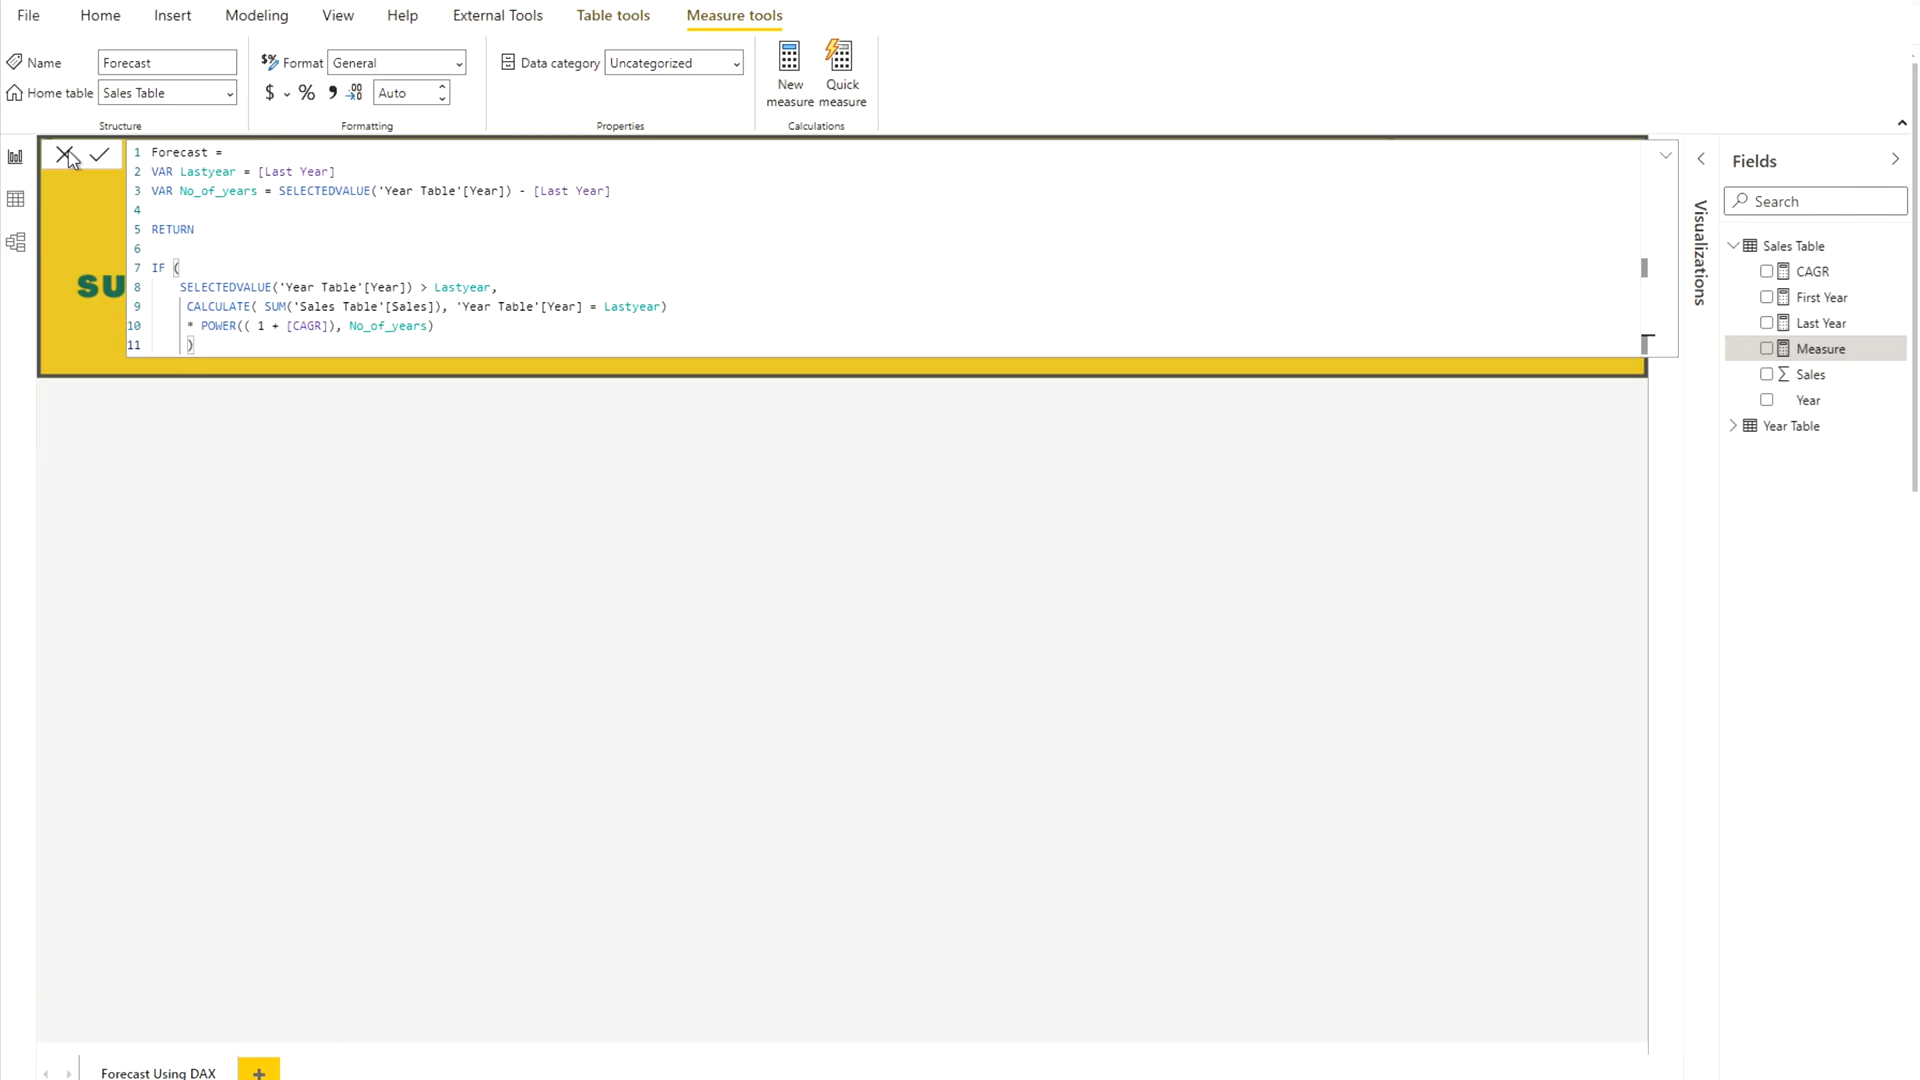 File Home Insert Modeling View Help External Tools Table tools Measure tools
Name Forecast
Home table Sales Table
Structure
Format General
$ % , .00 Auto
Formatting
Data category Uncategorized
Properties
New measure
Quick measure
Calculations
SU
1 Forecast =
2 VAR Lastyear = [Last Year]
3 VAR No_of_years = SELECTEDVALUE('Year Table'[Year]) - [Last Year]
4
5 RETURN
6
7 IF (
8 SELECTEDVALUE('Year Table'[Year]) > Lastyear,
9 CALCULATE( SUM('Sales Table'[Sales]), 'Year Table'[Year] = Lastyear)
10 * POWER(( 1 + [CAGR]), No_of_years)
11 )
Visualizations
Fields
Search
Sales Table
CAGR
First Year
Last Year
Measure
Sales
Year
Year Table
Forecast Using DAX